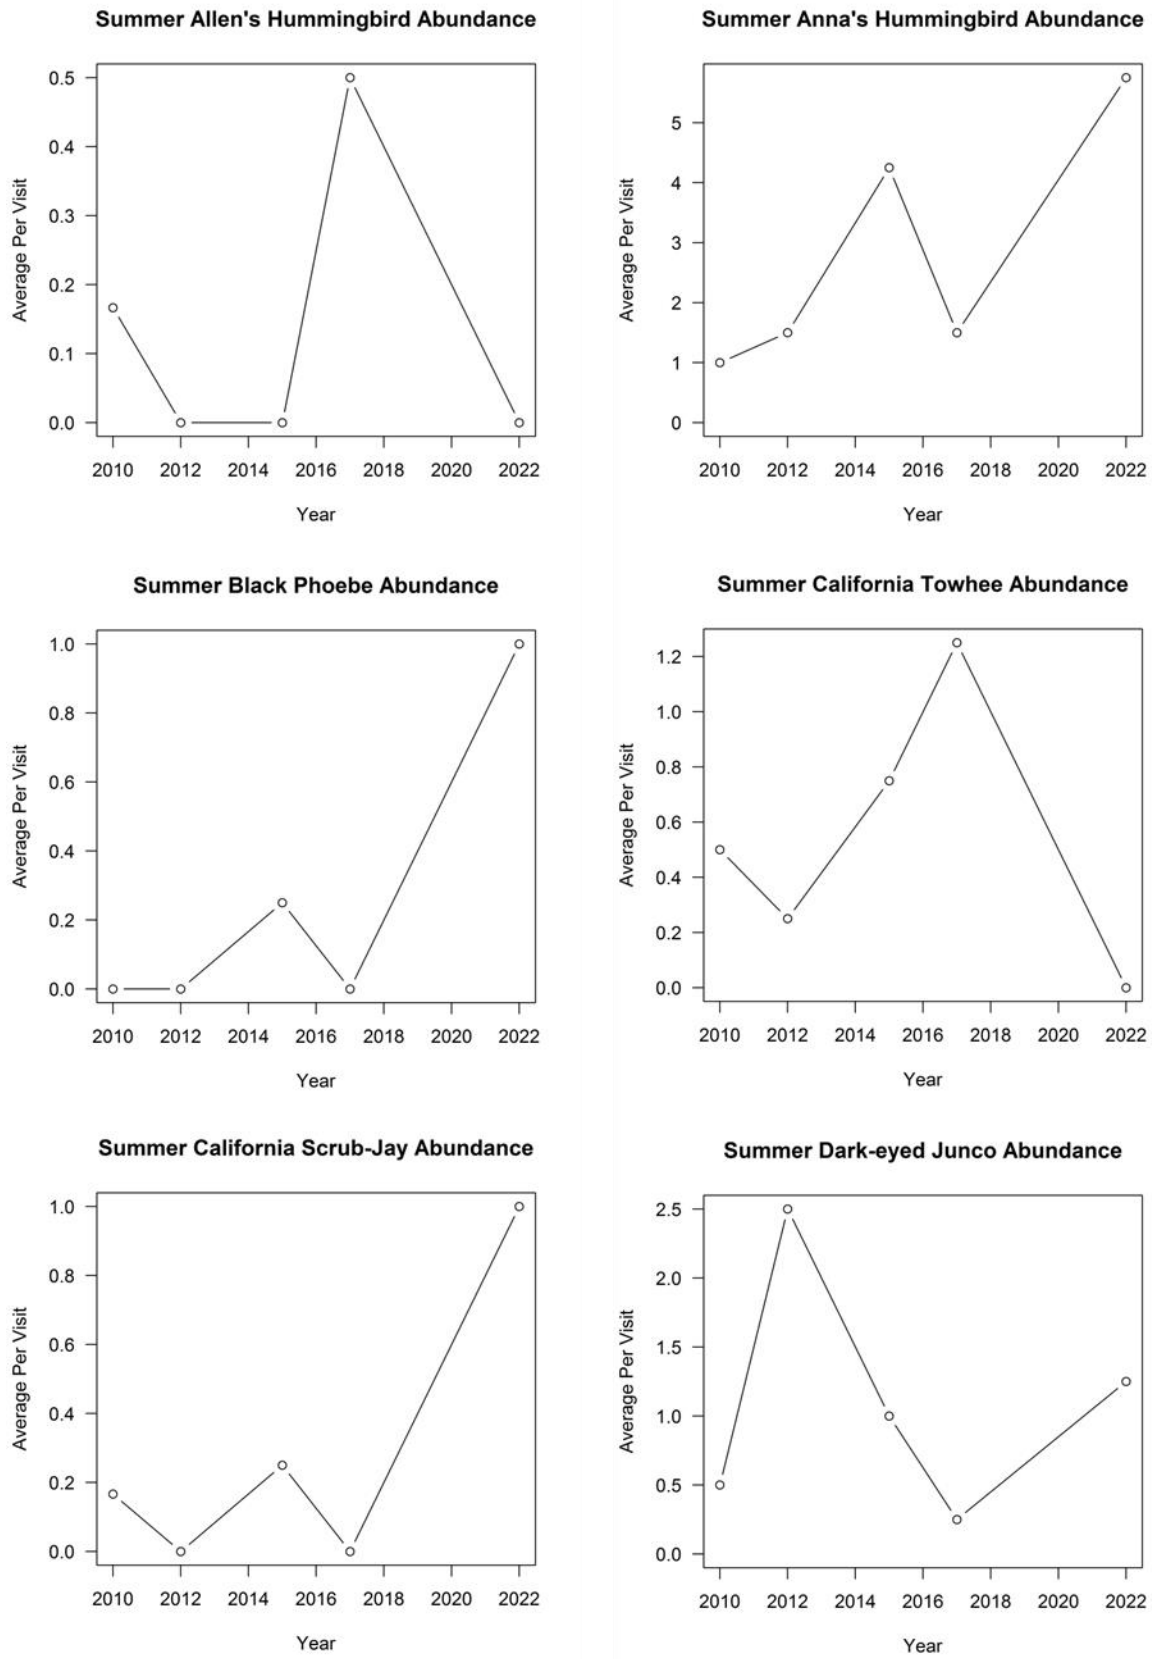 Summer Allen's Hummingbird Abundance
Average Per Visit
0.5
0.4
0.3
0.2
0.1
0.0
2010 2012 2014 2016 2018 2020 2022
Year
Summer Anna's Hummingbird Abundance
Average Per Visit
5
4
3
2
1
0
2010 2012 2014 2016 2018 2020 2022
Year
Summer Black Phoebe Abundance
Average Per Visit
1.0
0.8
0.6
0.4
0.2
0.0
2010 2012 2014 2016 2018 2020 2022
Year
Summer California Towhee Abundance
Average Per Visit
1.2
1.0
0.8
0.6
0.4
0.2
0.0
2010 2012 2014 2016 2018 2020 2022
Year
Summer California Scrub-Jay Abundance
Average Per Visit
1.0
0.8
0.6
0.4
0.2
0.0
2010 2012 2014 2016 2018 2020 2022
Year
Summer Dark-eyed Junco Abundance
Average Per Visit
2.5
2.0
1.5
1.0
0.5
0.0
2010 2012 2014 2016 2018 2020 2022
Year